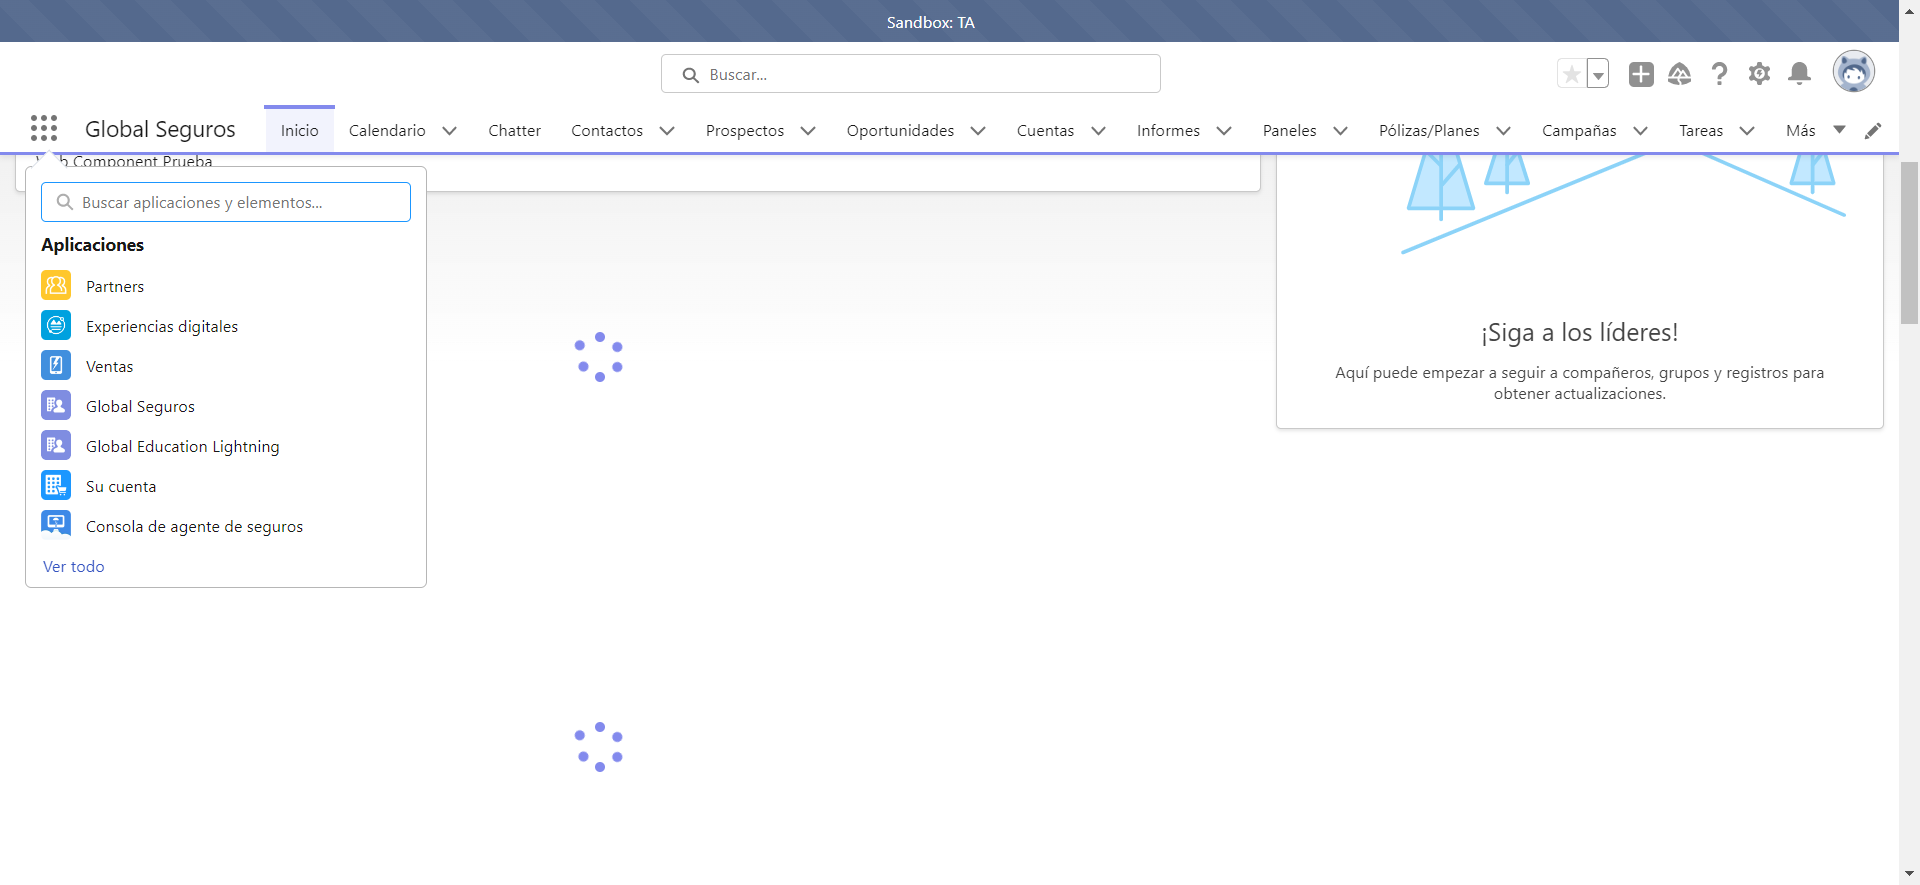 Sandbox: TA
Buscar...
Global Seguros
Inicio
Calendario
Chatter
Contactos
Prospectos
Oportunidades
Cuentas
Informes
Paneles
Pólizas/Planes
Campañas
Tareas
Más
Component Prueba
Buscar aplicaciones y elementos...
Aplicaciones
Partners
Experiencias digitales
Ventas
Global Seguros
Global Education Lightning
Su cuenta
Consola de agente de seguros
Ver todo
¡Siga a los líderes!
Aquí puede empezar a seguir a compañeros, grupos y registros para
obtener actualizaciones.